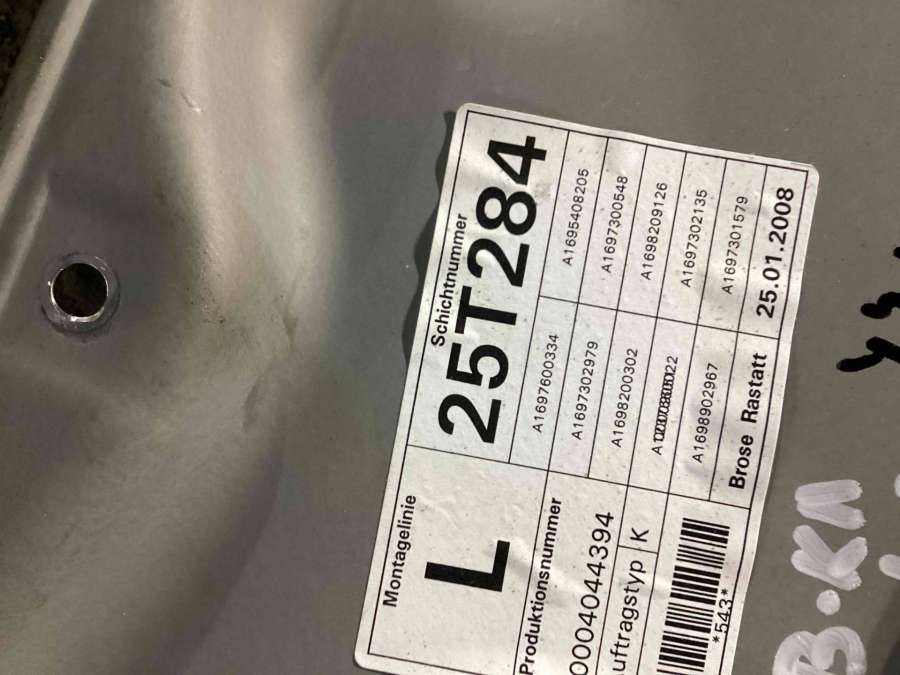 Montagelinie
L
Schichtnummer
25T284
Produktionsnummer
0004044394
uftragstyp K
*543*
A1697600334
A1695408205
A1697302979
A1697300548
A1698200302
A1698209126
A1697302135
A1698902967
A1697301579
Brose Rastatt
25.01.2008